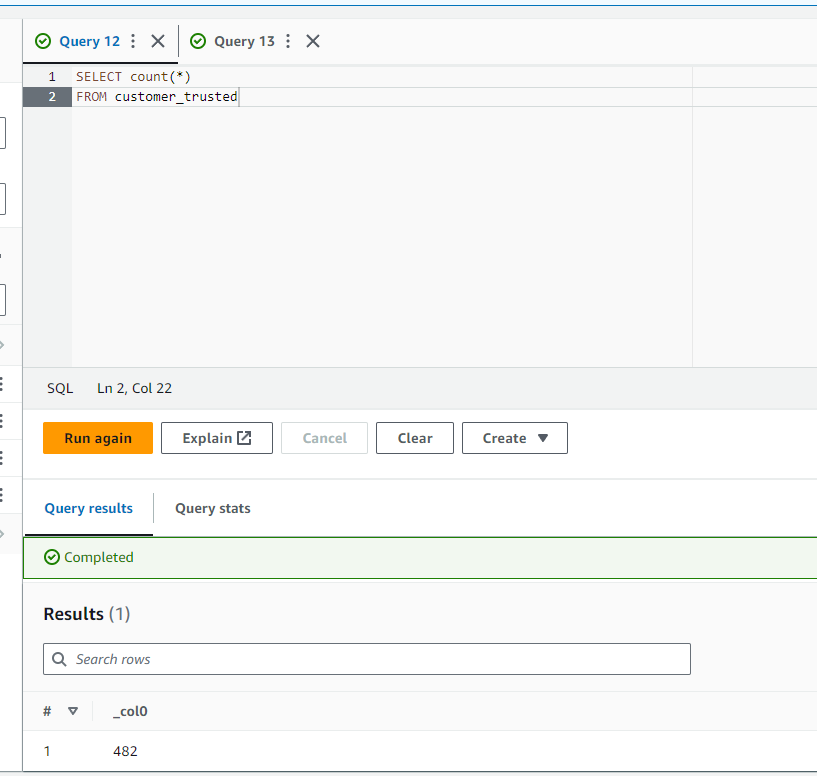 Query 12 Query 13
1 SELECT count(*)
2 FROM customer_trusted
SQL Ln 2, Col 22
Run again Explain Cancel Clear Create
Query results Query stats
Completed
Results (1)
Search rows
# _col0
1 482